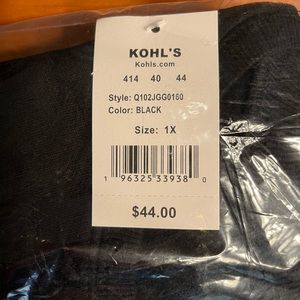 KOHL'S
Kohls.com
414 40 44
Style: Q102JGG0160
Color: BLACK
Size: 1X
1 96325 33938 0
$44.00